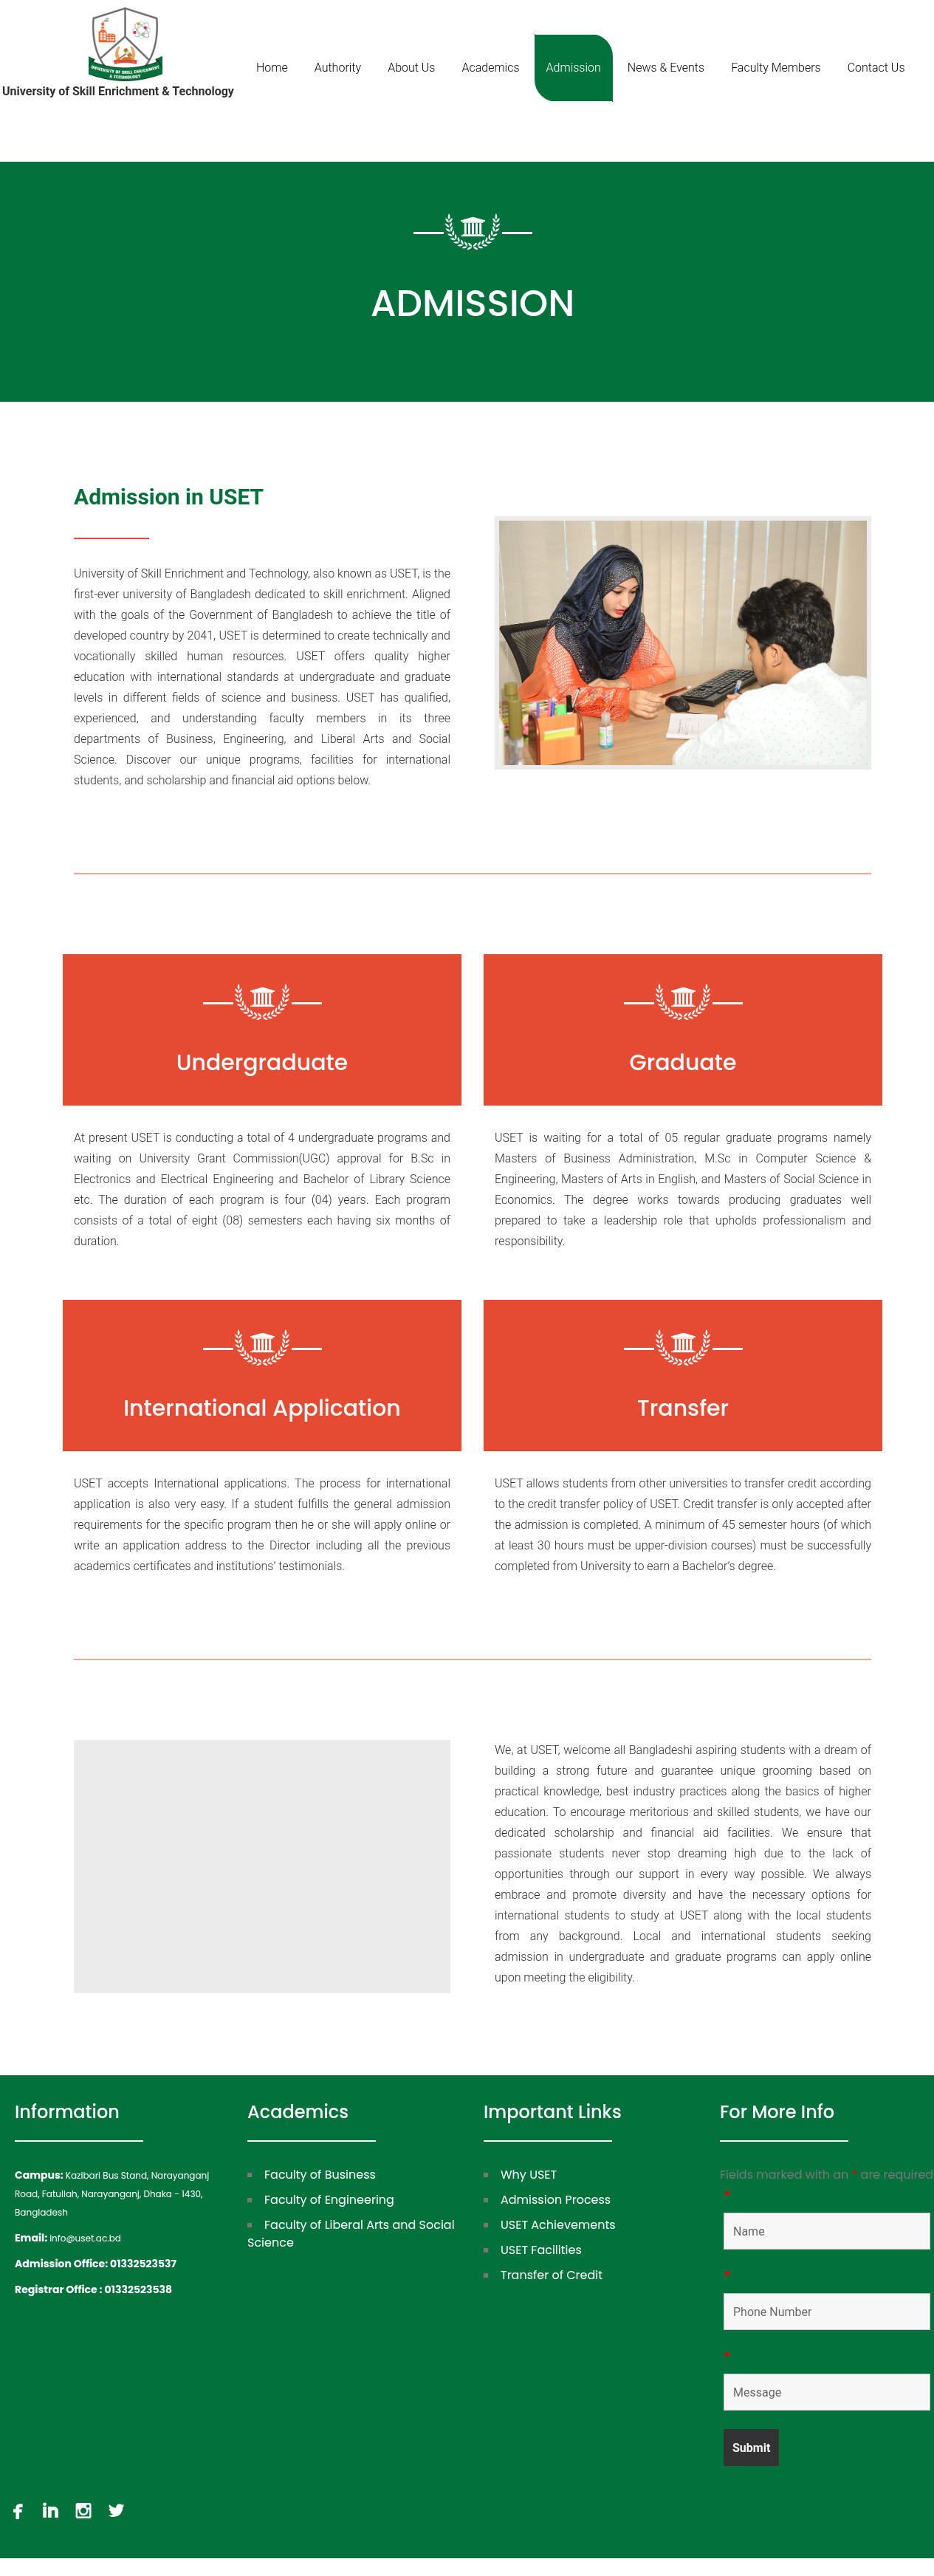 UNIVERSITY OF SKILL ENRICHMENT
& TECHNOLOGY
University of Skill Enrichment & Technology
Home
Authority
About Us
Academics
Admission
News & Events
Faculty Members
Contact Us
ADMISSION
Admission in USET
University of Skill Enrichment and Technology, also known as USET, is the
first-ever university of Bangladesh dedicated to skill enrichment. Aligned
with the goals of the Government of Bangladesh to achieve the title of
developed country by 2041, USET is determined to create technically and
vocationally skilled human resources. USET offers quality higher
education with international standards at undergraduate and graduate
levels in different fields of science and business. USET has qualified,
experienced, and understanding faculty members in its three
departments of Business, Engineering, and Liberal Arts and Social
Science. Discover our unique programs, facilities for international
students, and scholarship and financial aid options below.
Undergraduate
At present USET is conducting a total of 4 undergraduate programs and
waiting on University Grant Commission(UGC) approval for B.Sc in
Electronics and Electrical Engineering and Bachelor of Library Science
etc. The duration of each program is four (04) years. Each program
consists of a total of eight (08) semesters each having six months of
duration.
Graduate
USET is waiting for a total of 05 regular graduate programs namely
Masters of Business Administration, M.Sc in Computer Science &
Engineering, Masters of Arts in English, and Masters of Social Science in
Economics. The degree works towards producing graduates well
prepared to take a leadership role that upholds professionalism and
responsibility.
International Application
USET accepts International applications. The process for international
application is also very easy. If a student fulfills the general admission
requirements for the specific program then he or she will apply online or
write an application address to the Director including all the previous
academics certificates and institutions' testimonials.
Transfer
USET allows students from other universities to transfer credit according
to the credit transfer policy of USET. Credit transfer is only accepted after
the admission is completed. A minimum of 45 semester hours (of which
at least 30 hours must be upper-division courses) must be successfully
completed from University to earn a Bachelor's degree.
We, at USET, welcome all Bangladeshi aspiring students with a dream of
building a strong future and guarantee unique grooming based on
practical knowledge, best industry practices along the basics of higher
education. To encourage meritorious and skilled students, we have our
dedicated scholarship and financial aid facilities. We ensure that
passionate students never stop dreaming high due to the lack of
opportunities through our support in every way possible. We always
embrace and promote diversity and have the necessary options for
international students to study at USET along with the local students
from any background. Local and international students seeking
admission in undergraduate and graduate programs can apply online
upon meeting the eligibility.
Information
Campus: Kazibari Bus Stand, Narayanganj
Road, Fatullah, Narayanganj, Dhaka - 1430,
Bangladesh
Email: info@uset.ac.bd
Admission Office: 01332523537
Registrar Office : 01332523538
Academics
Faculty of Business
Faculty of Engineering
Faculty of Liberal Arts and Social
Science
Important Links
Why USET
Admission Process
USET Achievements
USET Facilities
Transfer of Credit
For More Info
Fields marked with an * are required
*
Name
*
Phone Number
*
Message
Submit